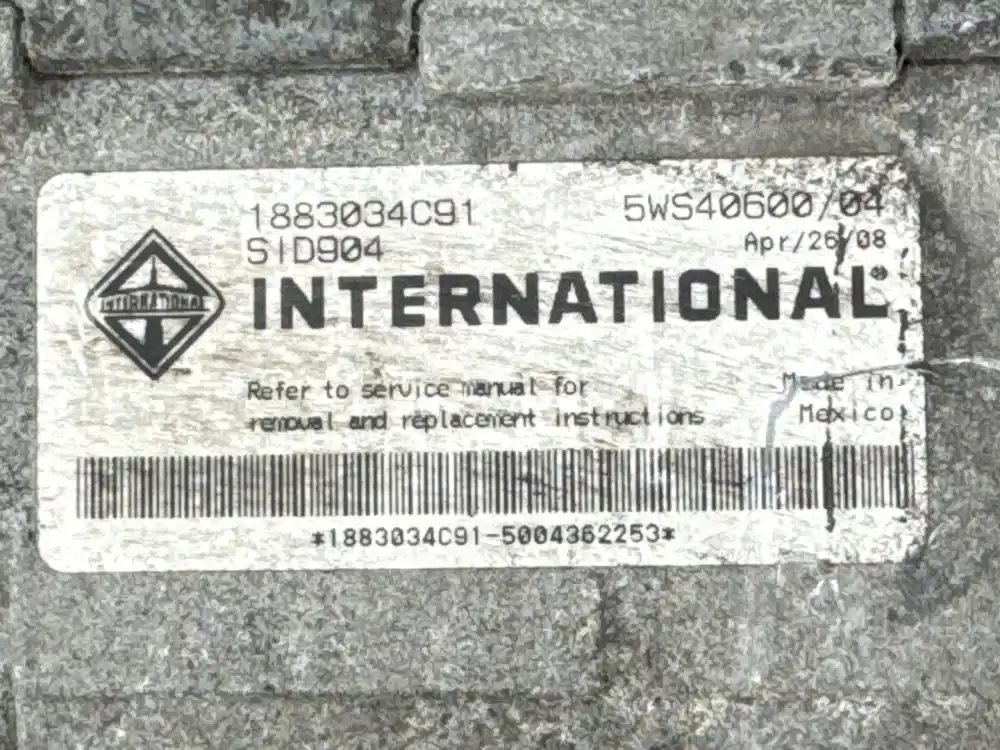 1883034C91 5WS40600/04
SID904 Apr/26/08
INTERNATIONAL®
INTERNATIONAL
Refer to service manual for Made in
removal and replacement instructions Mexico
*1883034C91-5004362253*